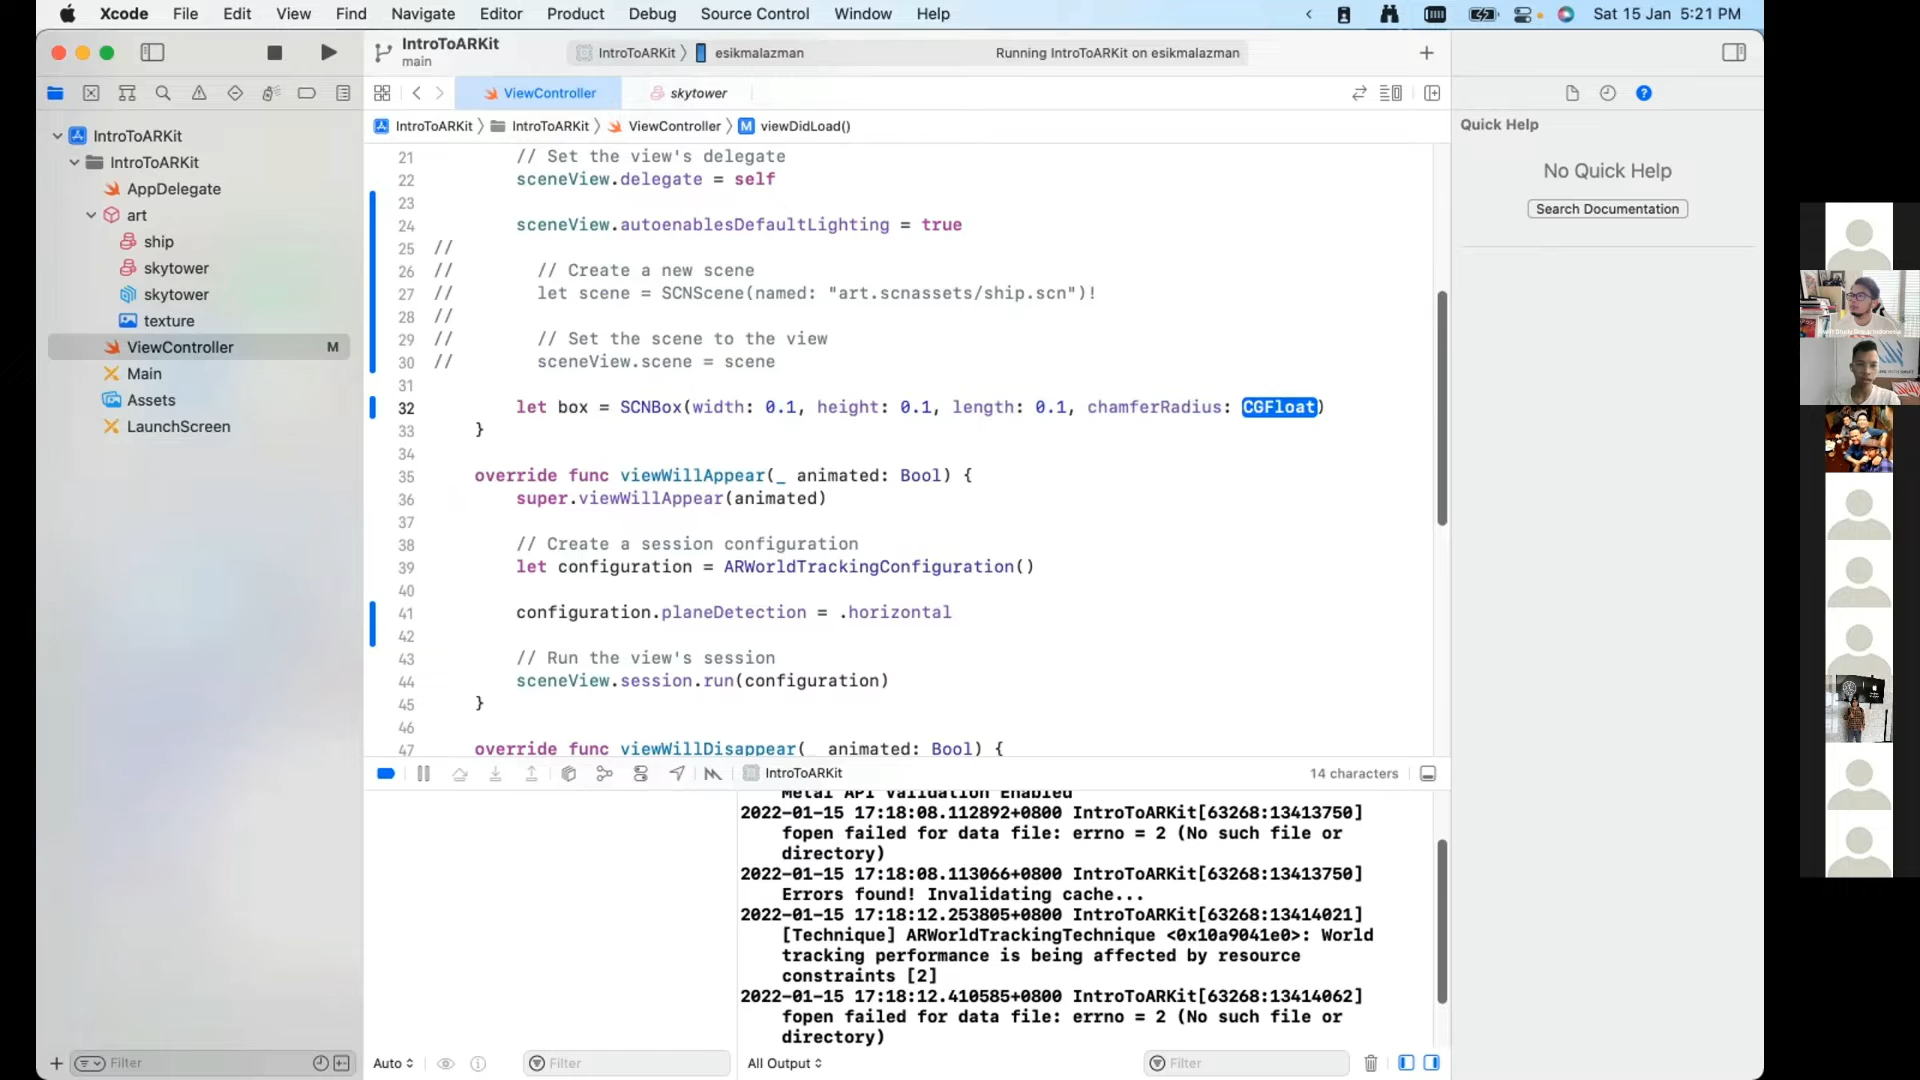 Xcode File Edit View Find Navigate Editor Product Debug Source Control Window Help
Sat 15 Jan 5:21 PM
IntroToARKit
main
IntroToARKit 〉 esikmalazman
Running IntroToARKit on esikmalazman
ViewController
skytower
IntroToARKit 〉 IntroToARKit 〉 ViewController 〉 M viewDidLoad()
IntroToARKit
IntroToARKit
AppDelegate
art
ship
skytower
skytower
texture
ViewController M
Main
Assets
LaunchScreen
Filter
21 // Set the view's delegate
22 sceneView.delegate = self
23
24 sceneView.autoenablesDefaultLighting = true
25 //
26 // // Create a new scene
27 // let scene = SCNScene(named: "art.scnassets/ship.scn")!
28 //
29 // // Set the scene to the view
30 // sceneView.scene = scene
31
32 let box = SCNBox(width: 0.1, height: 0.1, length: 0.1, chamferRadius: CGFloat)
33 }
34
35 override func viewWillAppear(_ animated: Bool) {
36 super.viewWillAppear(animated)
37
38 // Create a session configuration
39 let configuration = ARWorldTrackingConfiguration()
40
41 configuration.planeDetection = .horizontal
42
43 // Run the view's session
44 sceneView.session.run(configuration)
45 }
46
47 override func viewWillDisappear(_ animated: Bool) {
IntroToARKit
14 characters
Metal API Validation Enabled
2022-01-15 17:18:08.112892+0800 IntroToARKit[63268:13413750]
fopen failed for data file: errno = 2 (No such file or
directory)
2022-01-15 17:18:08.113066+0800 IntroToARKit[63268:13413750]
Errors found! Invalidating cache...
2022-01-15 17:18:12.253805+0800 IntroToARKit[63268:13414021]
[Technique] ARWorldTrackingTechnique <0x10a9041e0>: World
tracking performance is being affected by resource
constraints [2]
2022-01-15 17:18:12.410585+0800 IntroToARKit[63268:13414062]
fopen failed for data file: errno = 2 (No such file or
directory)
Auto
Filter
All Output
Filter
Quick Help
No Quick Help
Search Documentation